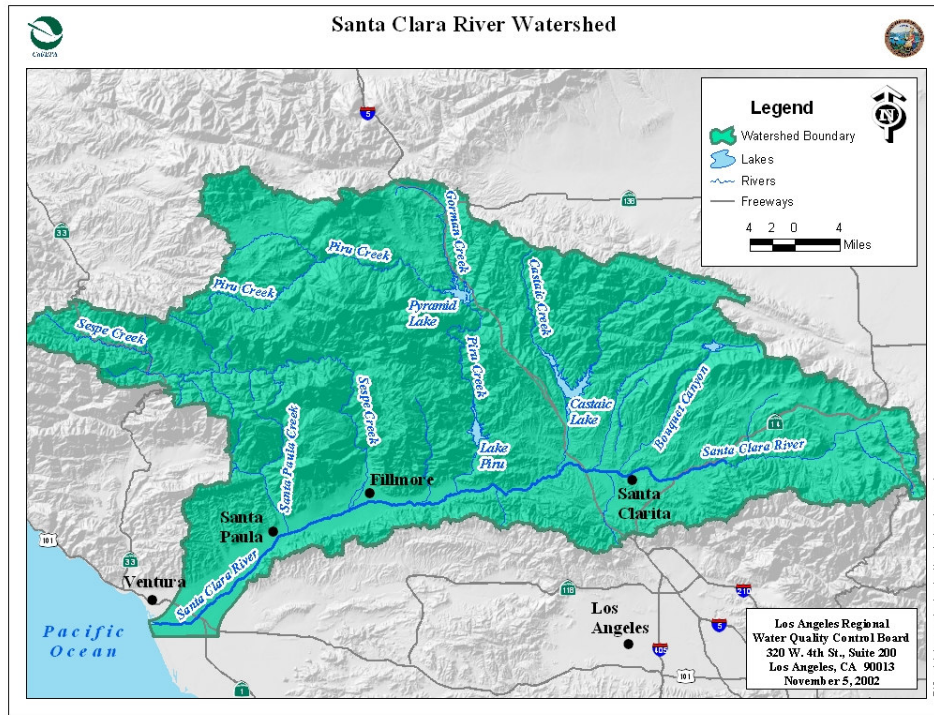 Santa Clara River Watershed
Cal/EPA
Legend
N
Watershed Boundary
Lakes
Rivers
Freeways
4 2 0 4
Miles
5
138
33
Gorman Creek
Piru Creek
Castaic Creek
Piru Creek
Pyramid
Lake
Sespe Creek
Piru Creek
Sespe Creek
Castaic
Lake
Bouquet Canyon
14
Santa Paula Creek
Lake
Piru
Santa Clara River
Fillmore
Santa
Clarita
Santa
Paula
101
33
Ventura
Santa Clara River
118
210
Los
Angeles
5
405
101
1
Pacific
Ocean
Los Angeles Regional
Water Quality Control Board
320 W. 4th St., Suite 200
Los Angeles, CA 90013
November 5, 2002